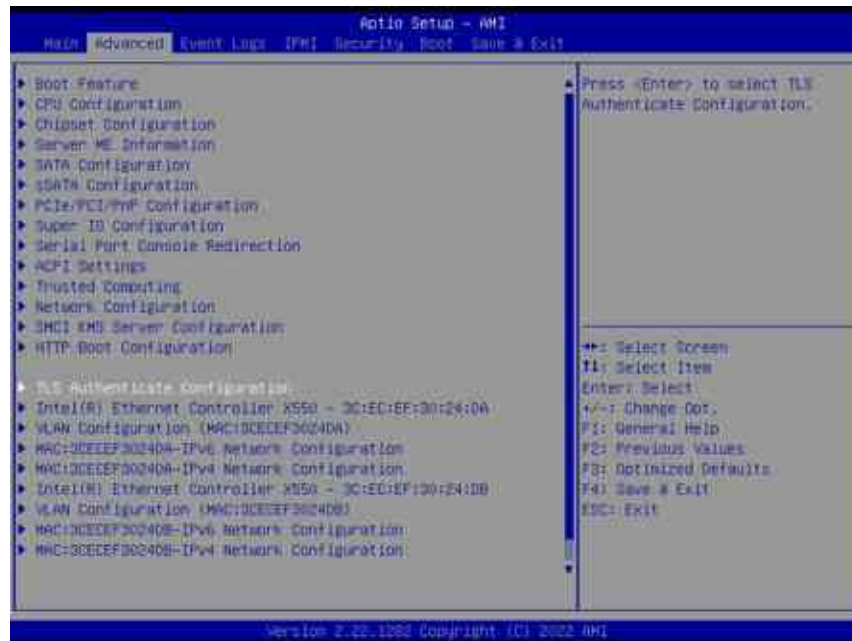 Aptio Setup - AMI
Main Advanced Event Logs IPMI Security Boot Save & Exit
Boot Feature
CPU Configuration
Chipset Configuration
Server ME Information
SATA Configuration
sSATA Configuration
PCIe/PCI/PnP Configuration
Super IO Configuration
Serial Port Console Redirection
ACPI Settings
Trusted Computing
Network Configuration
SMCI KMS Server Configuration
HTTP Boot Configuration
TLS Authenticate Configuration
Intel(R) Ethernet Controller X550 - 3C:EC:EF:30:24:DA
VLAN Configuration (MAC:3CECEF3024DA)
MAC:3CECEF3024DA-IPv6 Network Configuration
MAC:3CECEF3024DA-IPv4 Network Configuration
Intel(R) Ethernet Controller X550 - 3C:EC:EF:30:24:DB
VLAN Configuration (MAC:3CECEF3024DB)
MAC:3CECEF3024DB-IPv6 Network Configuration
MAC:3CECEF3024DB-IPv4 Network Configuration
Press <Enter> to select TLS
Authenticate Configuration.
↔: Select Screen
↑↓: Select Item
Enter: Select
+/-: Change Opt.
F1: General Help
F2: Previous Values
F3: Optimized Defaults
F4: Save & Exit
ESC: Exit
Version 2.22.1282 Copyright (C) 2022 AMI